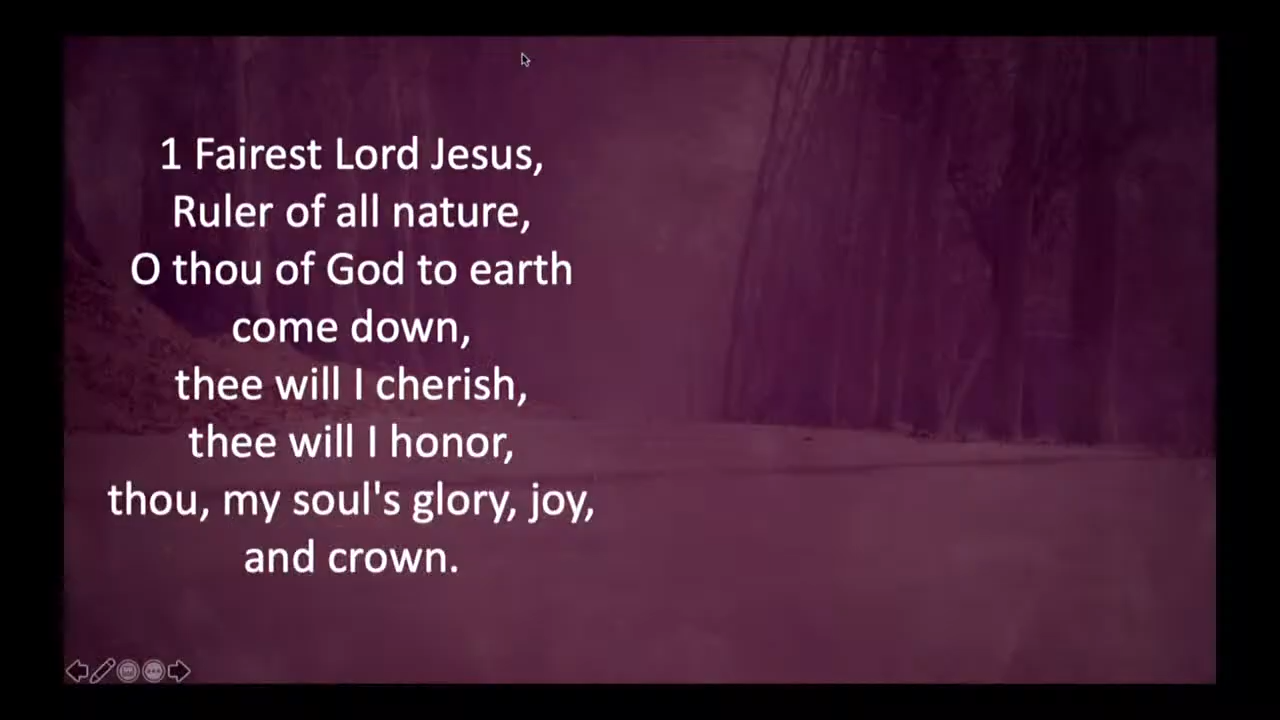 1 Fairest Lord Jesus,
Ruler of all nature,
O thou of God to earth
come down,
thee will I cherish,
thee will I honor,
thou, my soul's glory, joy,
and crown.